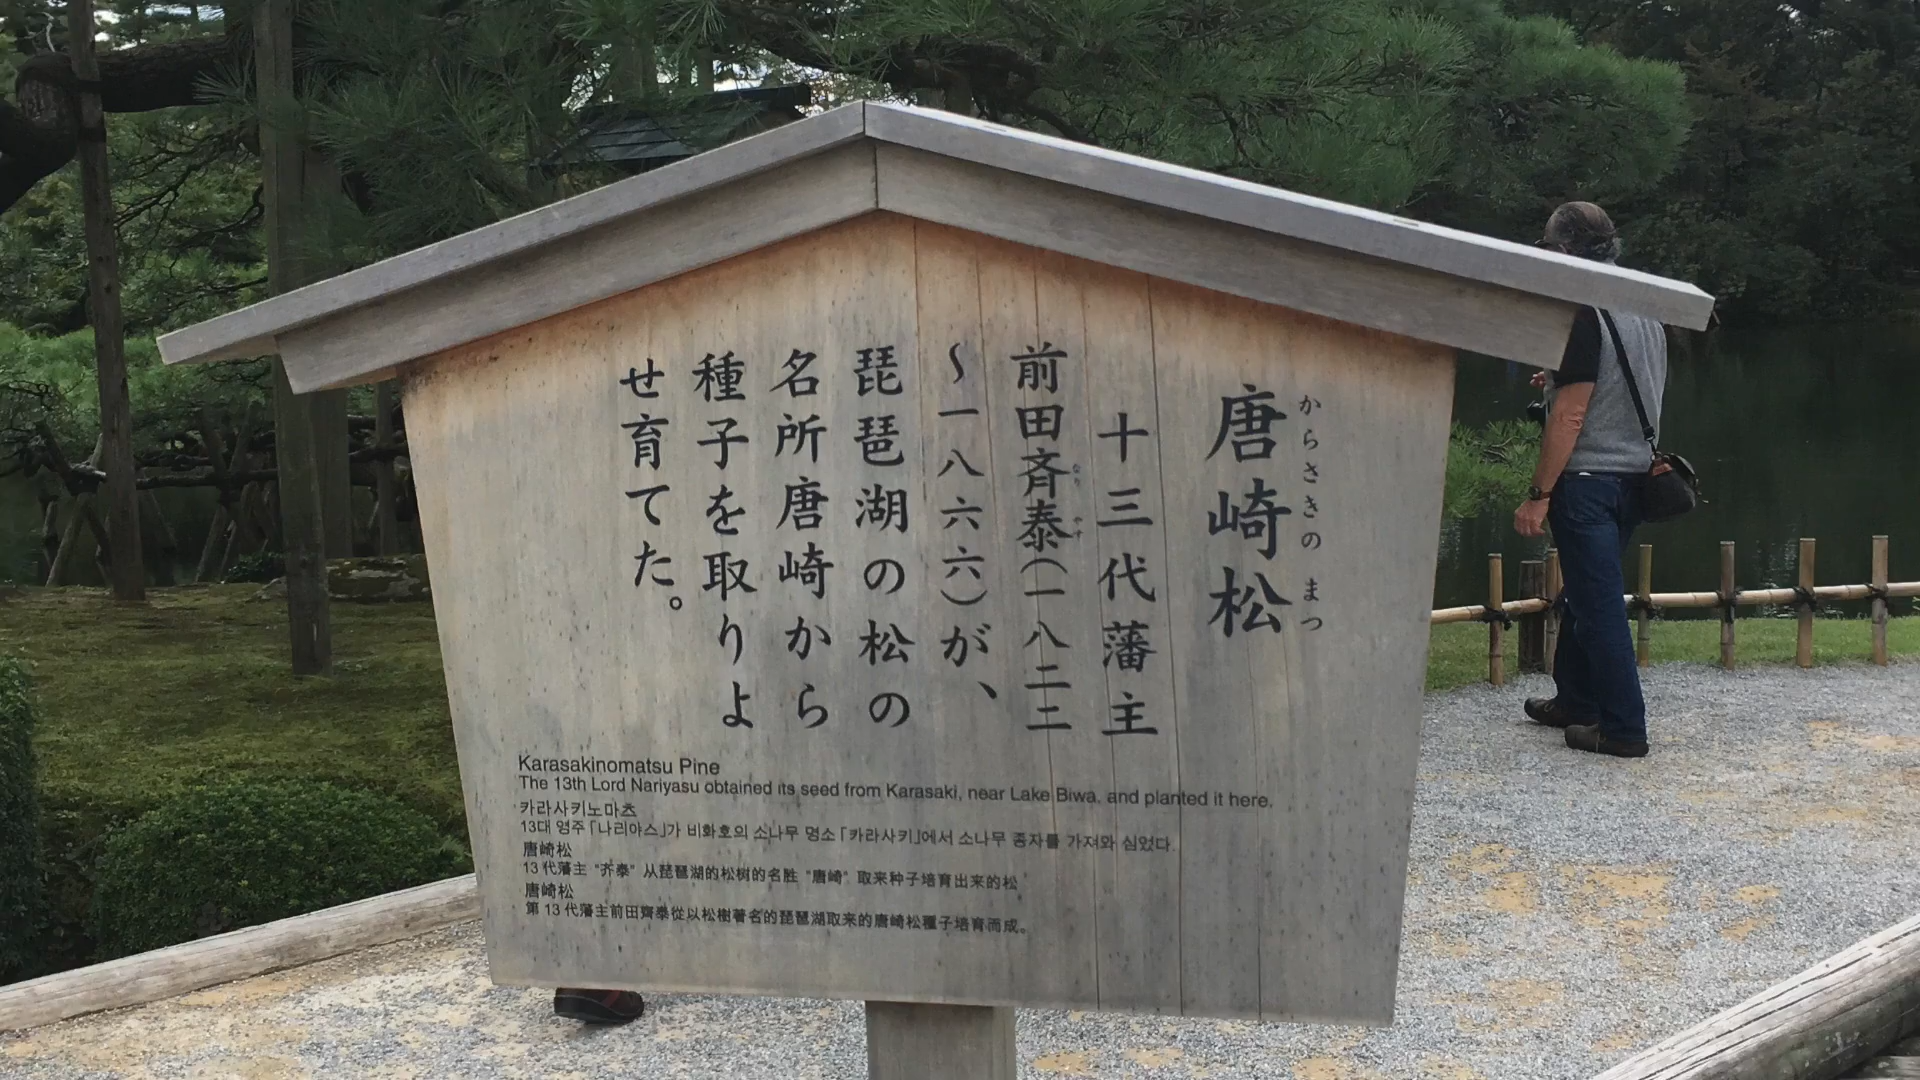 唐崎松
からさきの まつ
十三代藩主
前田斉泰(一八二二
なりやす
〜一八六六)が、
琵琶湖の松の
名所唐崎から
種子を取りよ
せ育てた。
Karasakinomatsu Pine
The 13th Lord Nariyasu obtained its seed from Karasaki, near Lake Biwa, and planted it here.
카라사키노마츠
13대 영주「나리야스」가 비화호의 소나무 명소「카라사키」에서 소나무 종자를 가져와 심었다.
唐崎松
13代藩主 "齐泰" 从琵琶湖的松树的名胜 "唐崎" 取来种子培育出来的松
唐崎松
第13代藩主前田齊泰從以松樹著名的琵琶湖取来的唐崎松種子培育而成。